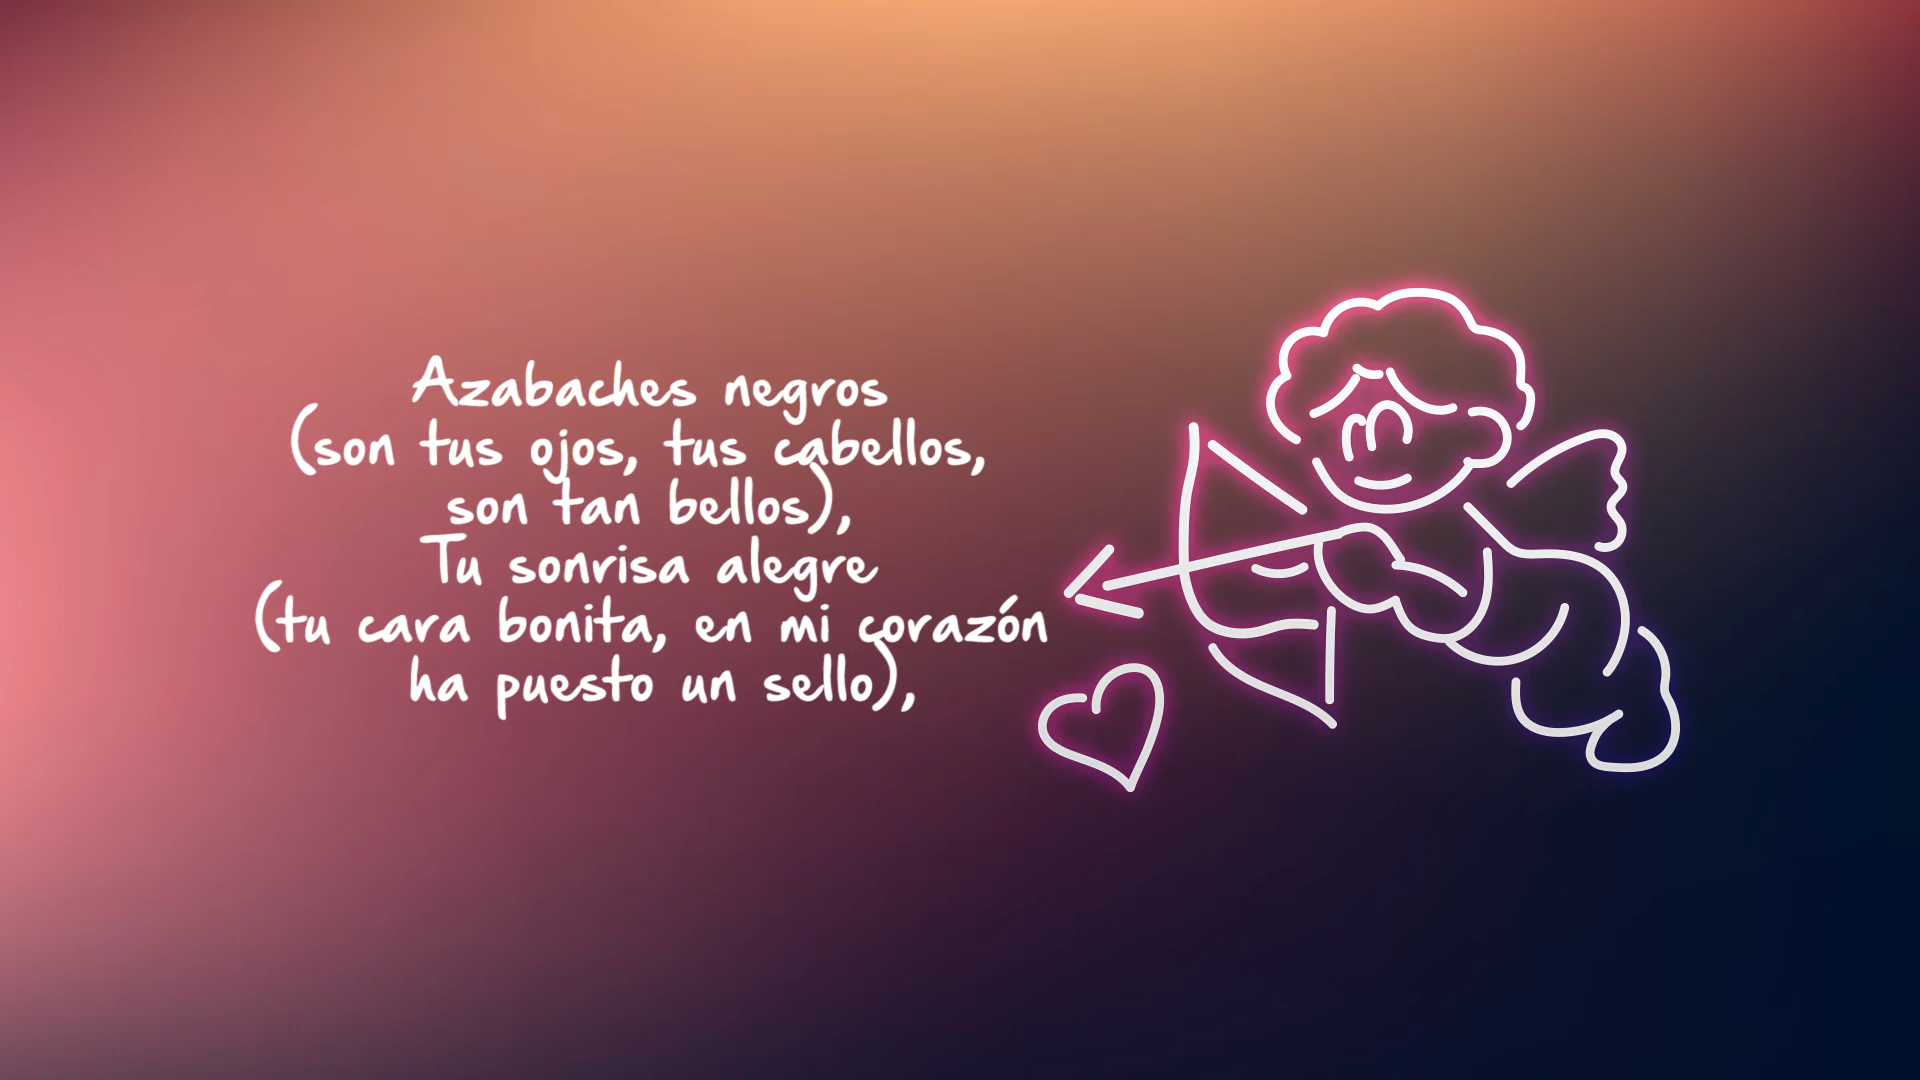 Azabaches negros
(son tus ojos, tus cabellos,
son tan bellos),
Tu sonrisa alegre
(tu cara bonita, en mi corazón
ha puesto un sello),